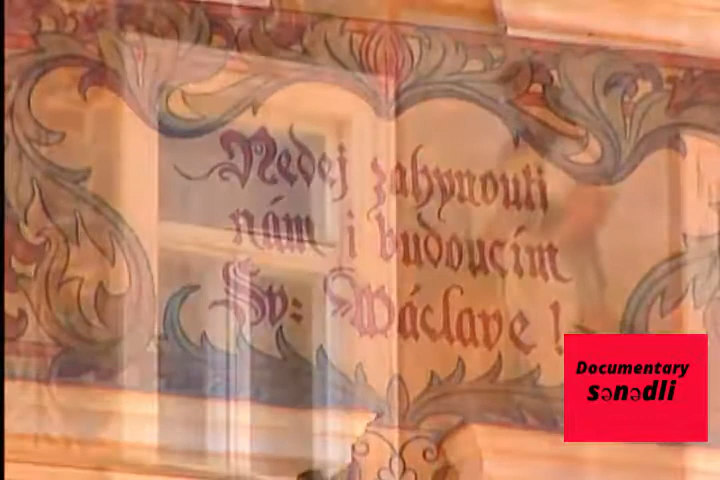 Nedej zahynouti
nám i budoucím
Sv: Wáclave!
Documentary
sənədli